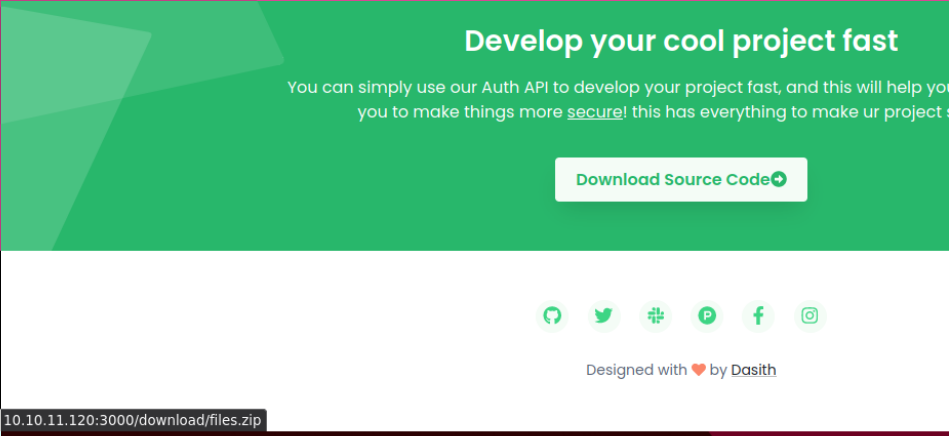 Develop your cool project fast
You can simply use our Auth API to develop your project fast, and this will help you
you to make things more secure! this has everything to make ur project
Download Source Code
Designed with by Dasith
10.10.11.120:3000/download/files.zip